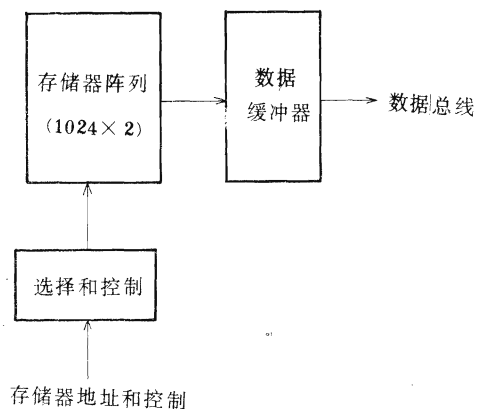 存储器阵列
(1024×2)
数据
缓冲器
数据总线
选择和控制
存储器地址和控制